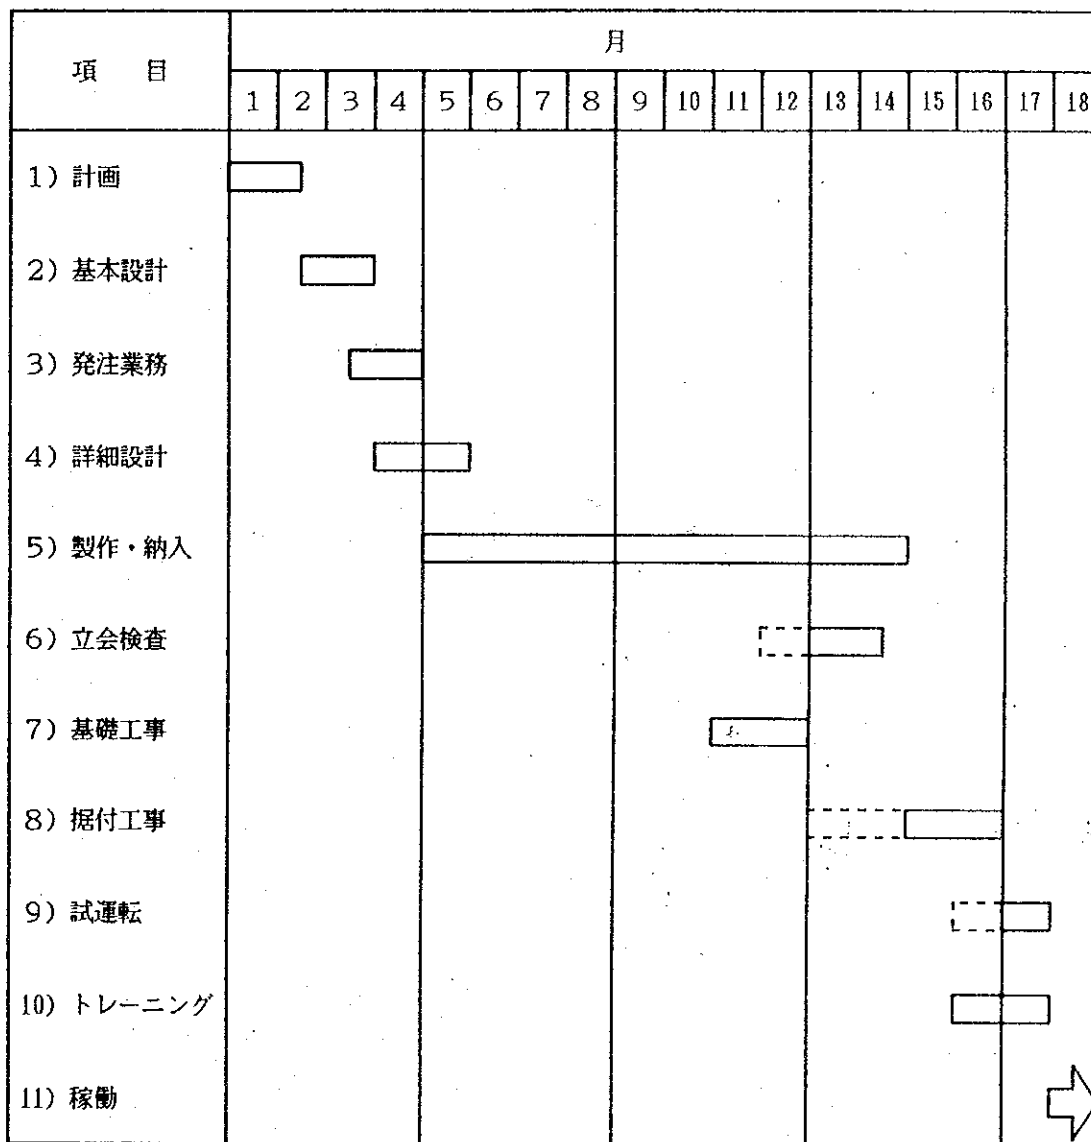 項 目
月
1 2 3 4 5 6 7 8 9 10 11 12 13 14 15 16 17 18
1) 計画
2) 基本設計
3) 発注業務
4) 詳細設計
5) 製作・納入
6) 立会検査
7) 基礎工事
8) 据付工事
9) 試運転
10) トレーニング
11) 稼働